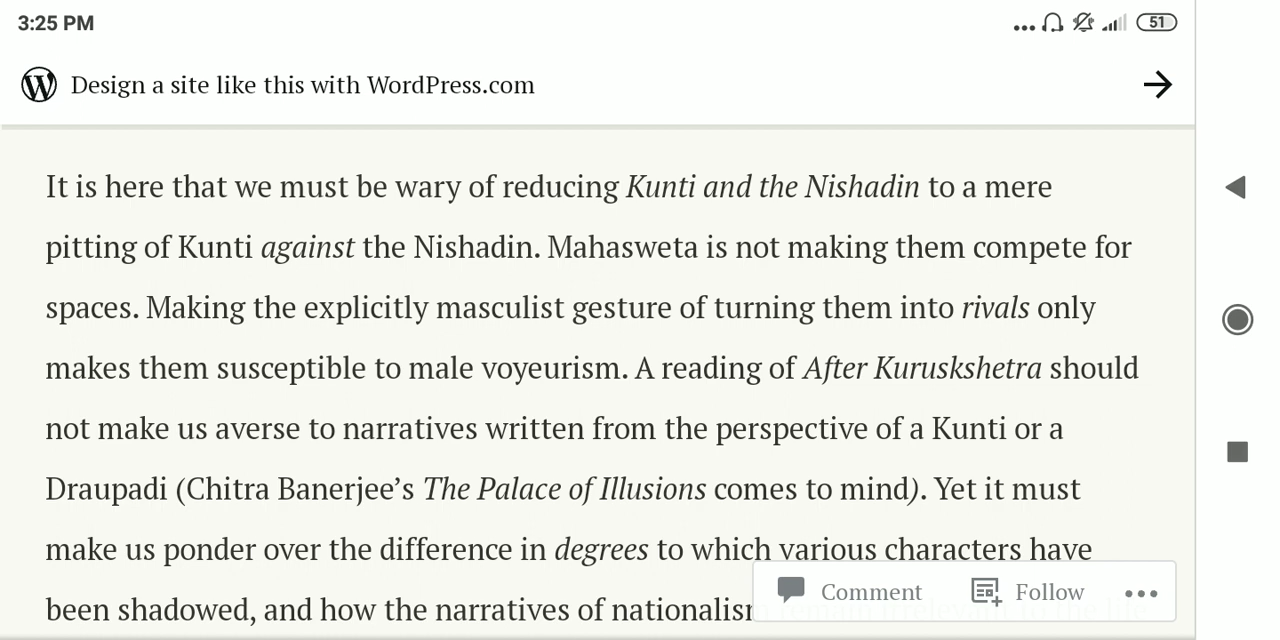 3:25 PM
51
Design a site like this with WordPress.com
It is here that we must be wary of reducing Kunti and the Nishadin to a mere
pitting of Kunti against the Nishadin. Mahasweta is not making them compete for
spaces. Making the explicitly masculist gesture of turning them into rivals only
makes them susceptible to male voyeurism. A reading of After Kuruskshetra should
not make us averse to narratives written from the perspective of a Kunti or a
Draupadi (Chitra Banerjee’s The Palace of Illusions comes to mind). Yet it must
make us ponder over the difference in degrees to which various characters have
been shadowed, and how the narratives of
Comment
Follow